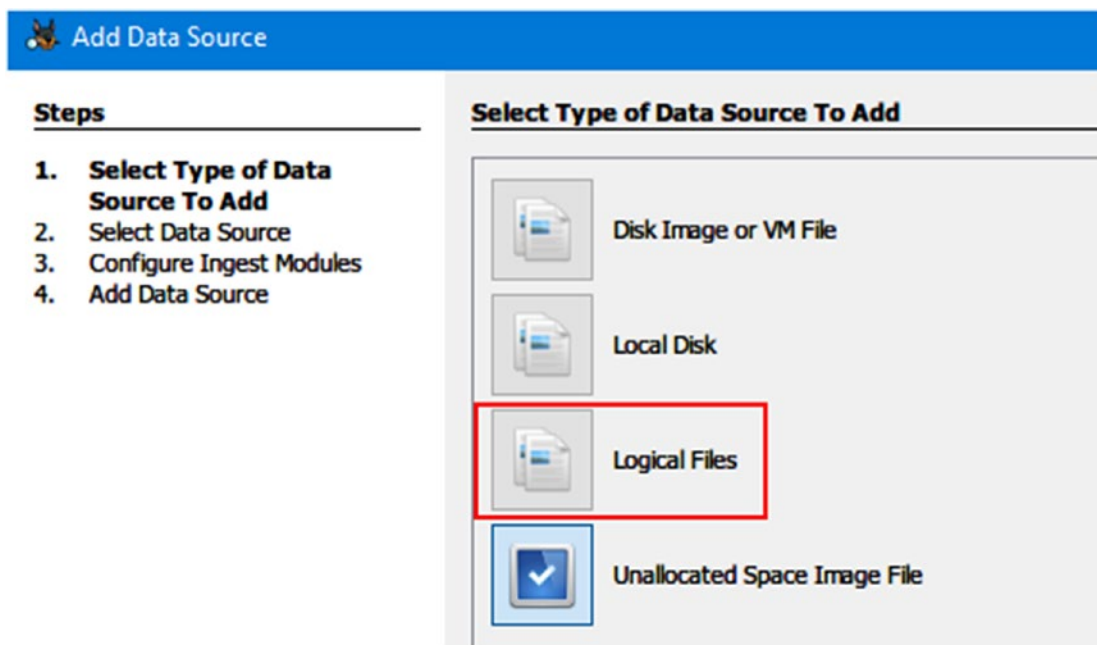 Add Data Source
Steps
1. Select Type of Data
Source To Add
2. Select Data Source
3. Configure Ingest Modules
4. Add Data Source
Select Type of Data Source To Add
Disk Image or VM File
Local Disk
Logical Files
Unallocated Space Image File